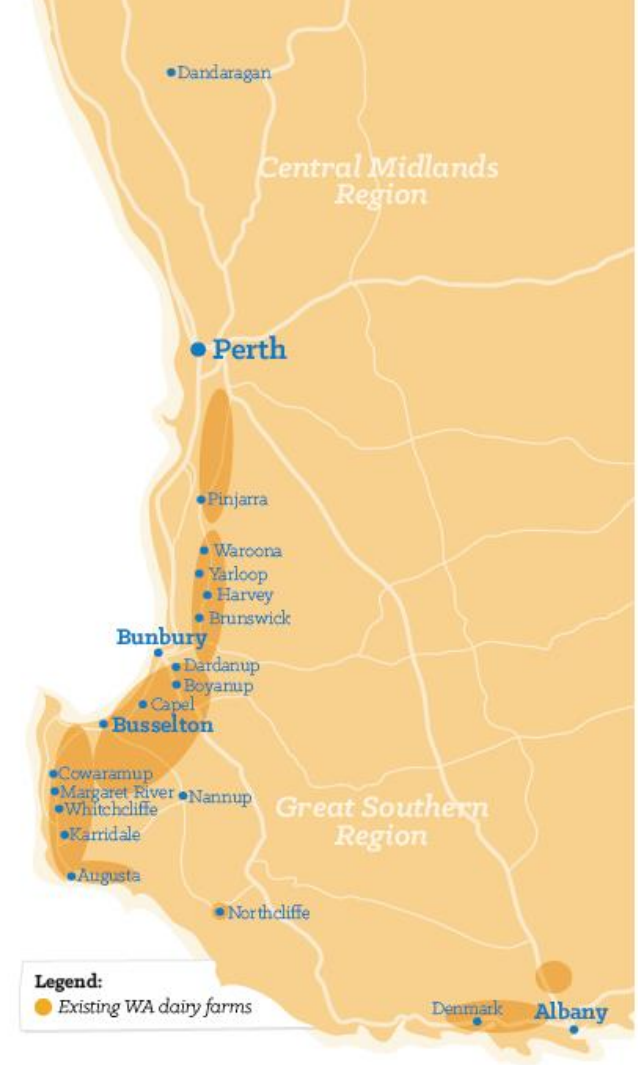 Dandaragan
Central Midlands
Region
Perth
Pinjarra
Waroona
Yarloop
Harvey
Brunswick
Bunbury
Dardanup
Boyanup
Capel
Busselton
Cowaramup
Margaret River
Nannup
Whitchcliffe
Great Southern
Region
Karridale
Augusta
Northcliffe
Legend:
Existing WA dairy farms
Denmark
Albany